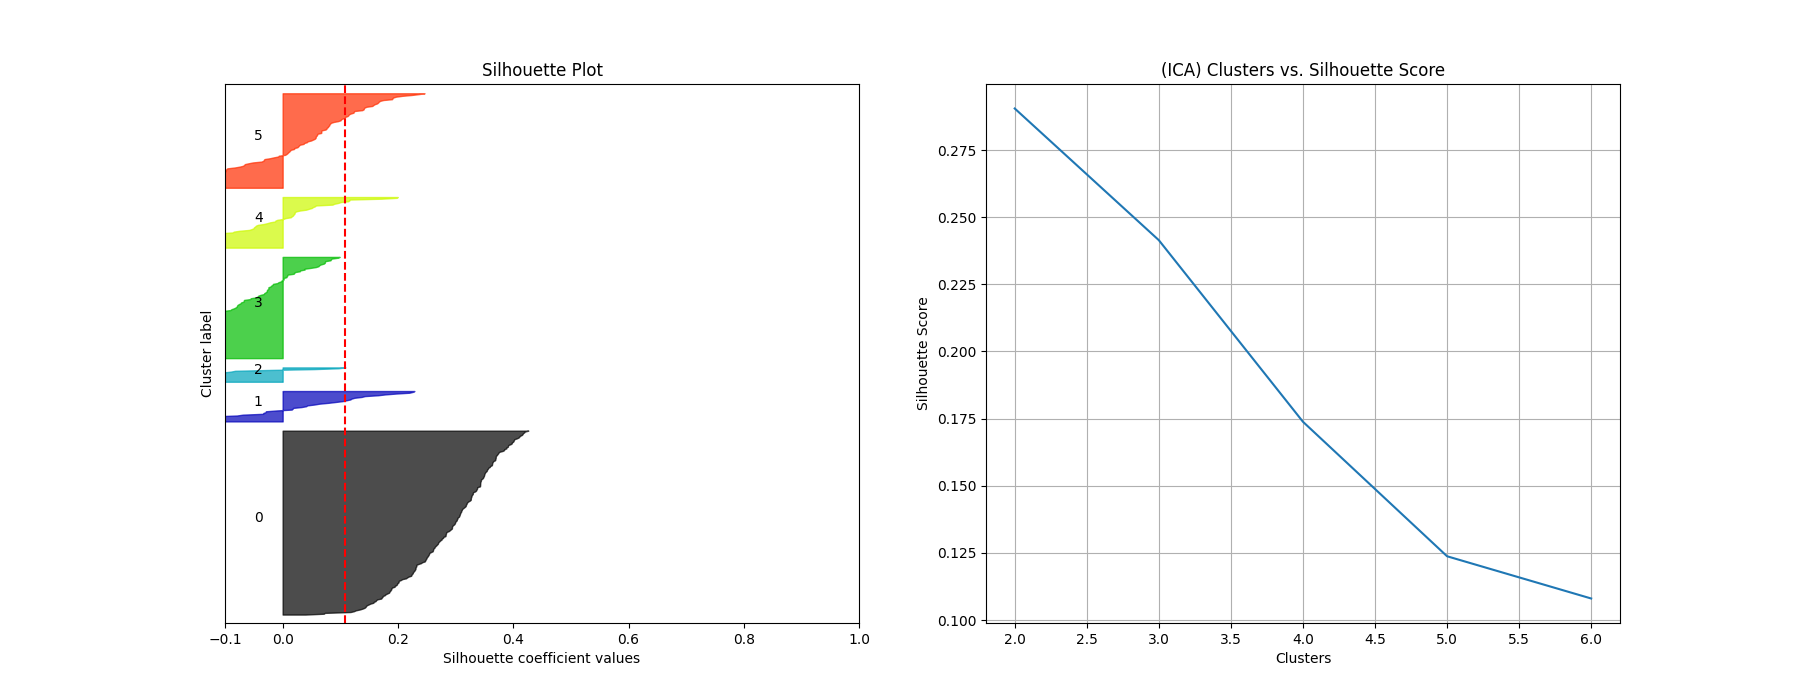 Silhouette Plot
Cluster label
5
4
3
2
1
0
−0.1 0.0 0.2 0.4 0.6 0.8 1.0
Silhouette coefficient values
(ICA) Clusters vs. Silhouette Score
Silhouette Score
0.275
0.250
0.225
0.200
0.175
0.150
0.125
0.100
2.0 2.5 3.0 3.5 4.0 4.5 5.0 5.5 6.0
Clusters